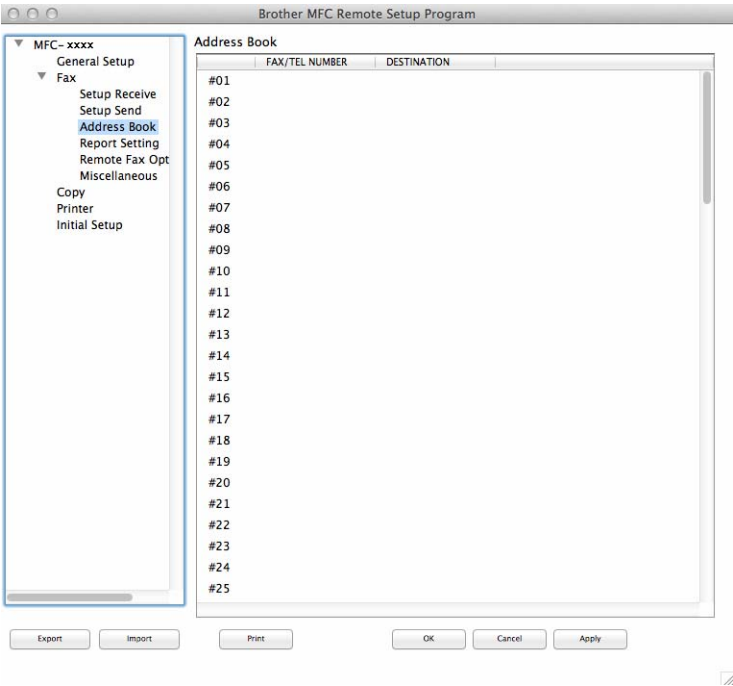 Brother MFC Remote Setup Program
MFC- xxxx
General Setup
Fax
Setup Receive
Setup Send
Address Book
Report Setting
Remote Fax Opt
Miscellaneous
Copy
Printer
Initial Setup
Address Book
FAX/TEL NUMBER DESTINATION
#01
#02
#03
#04
#05
#06
#07
#08
#09
#10
#11
#12
#13
#14
#15
#16
#17
#18
#19
#20
#21
#22
#23
#24
#25
Export Import Print OK Cancel Apply